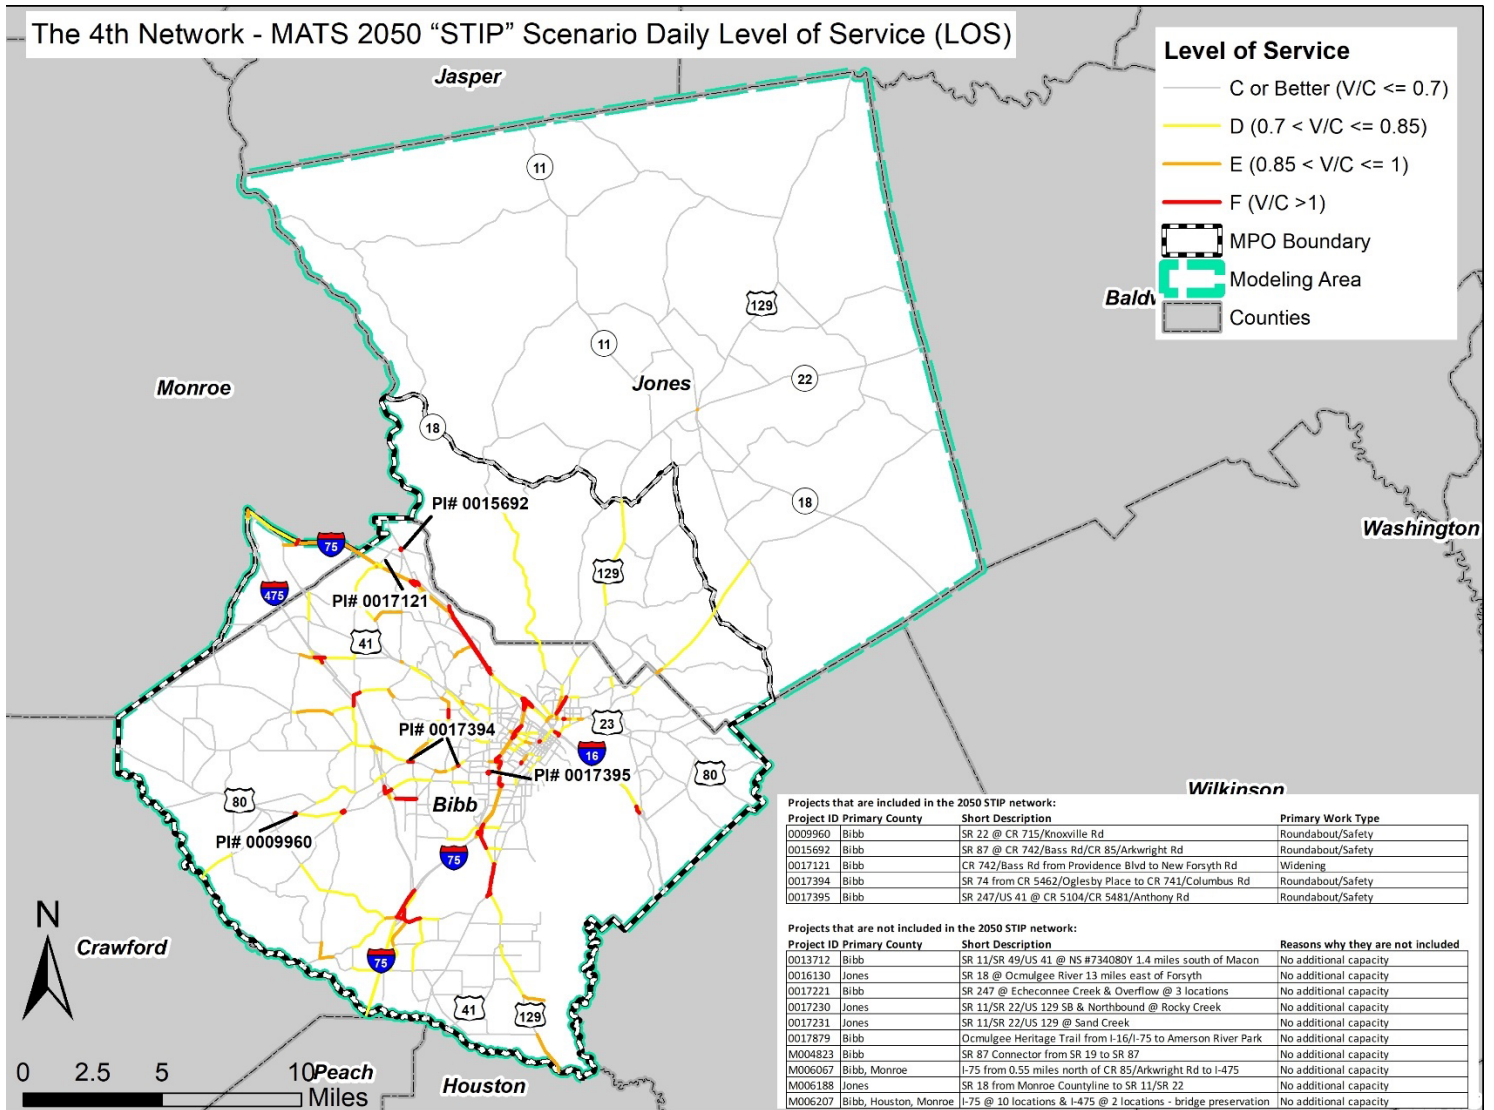 The 4th Network - MATS 2050 “STIP” Scenario Daily Level of Service (LOS)
Level of Service
C or Better (V/C <= 0.7)
D (0.7 < V/C <= 0.85)
E (0.85 < V/C <= 1)
F (V/C >1)
MPO Boundary
Modeling Area
Counties
Jasper
11
129
Baldw
11
Jones
22
Monroe
18
18
PI# 0015692
Washington
75
129
475
PI# 0017121
41
PI# 0017394
23
16
PI# 0017395
80
80
Bibb
Wilkinson
PI# 0009960
75
N
Crawford
75
41
129
0 2.5 5 10
Miles
Peach
Houston
Projects that are included in the 2050 STIP network:
Project ID Primary County Short Description Primary Work Type
0009960 Bibb SR 22 @ CR 715/Knoxville Rd Roundabout/Safety
0015692 Bibb SR 87 @ CR 742/Bass Rd/CR 85/Arkwright Rd Roundabout/Safety
0017121 Bibb CR 742/Bass Rd from Providence Blvd to New Forsyth Rd Widening
0017394 Bibb SR 74 from CR 5462/Oglesby Place to CR 741/Columbus Rd Roundabout/Safety
0017395 Bibb SR 247/US 41 @ CR 5104/CR 5481/Anthony Rd Roundabout/Safety
Projects that are not included in the 2050 STIP network:
Project ID Primary County Short Description Reasons why they are not included
0013712 Bibb SR 11/SR 49/US 41 @ NS #734080Y 1.4 miles south of Macon No additional capacity
0016130 Jones SR 18 @ Ocmulgee River 13 miles east of Forsyth No additional capacity
0017221 Bibb SR 247 @ Echeconnee Creek & Overflow @ 3 locations No additional capacity
0017230 Jones SR 11/SR 22/US 129 SB & Northbound @ Rocky Creek No additional capacity
0017231 Jones SR 11/SR 22/US 129 @ Sand Creek No additional capacity
0017879 Bibb Ocmulgee Heritage Trail from I-16/I-75 to Amerson River Park No additional capacity
M004823 Bibb SR 87 Connector from SR 19 to SR 87 No additional capacity
M006067 Bibb, Monroe I-75 from 0.55 miles north of CR 85/Arkwright Rd to I-475 No additional capacity
M006188 Jones SR 18 from Monroe Countyline to SR 11/SR 22 No additional capacity
M006207 Bibb, Houston, Monroe I-75 @ 10 locations & I-475 @ 2 locations - bridge preservation No additional capacity